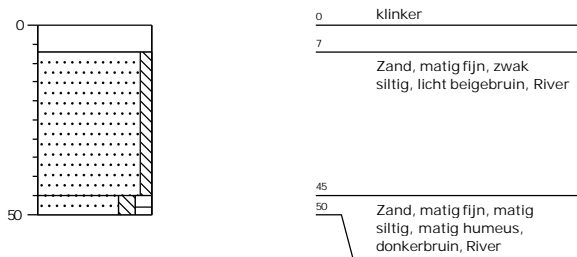 0
50
0
klinker
7
Zand, matig fijn, zwak
siltig, licht beigebruin, River
45
50
Zand, matig fijn, matig
siltig, matig humeus,
donkerbruin, River